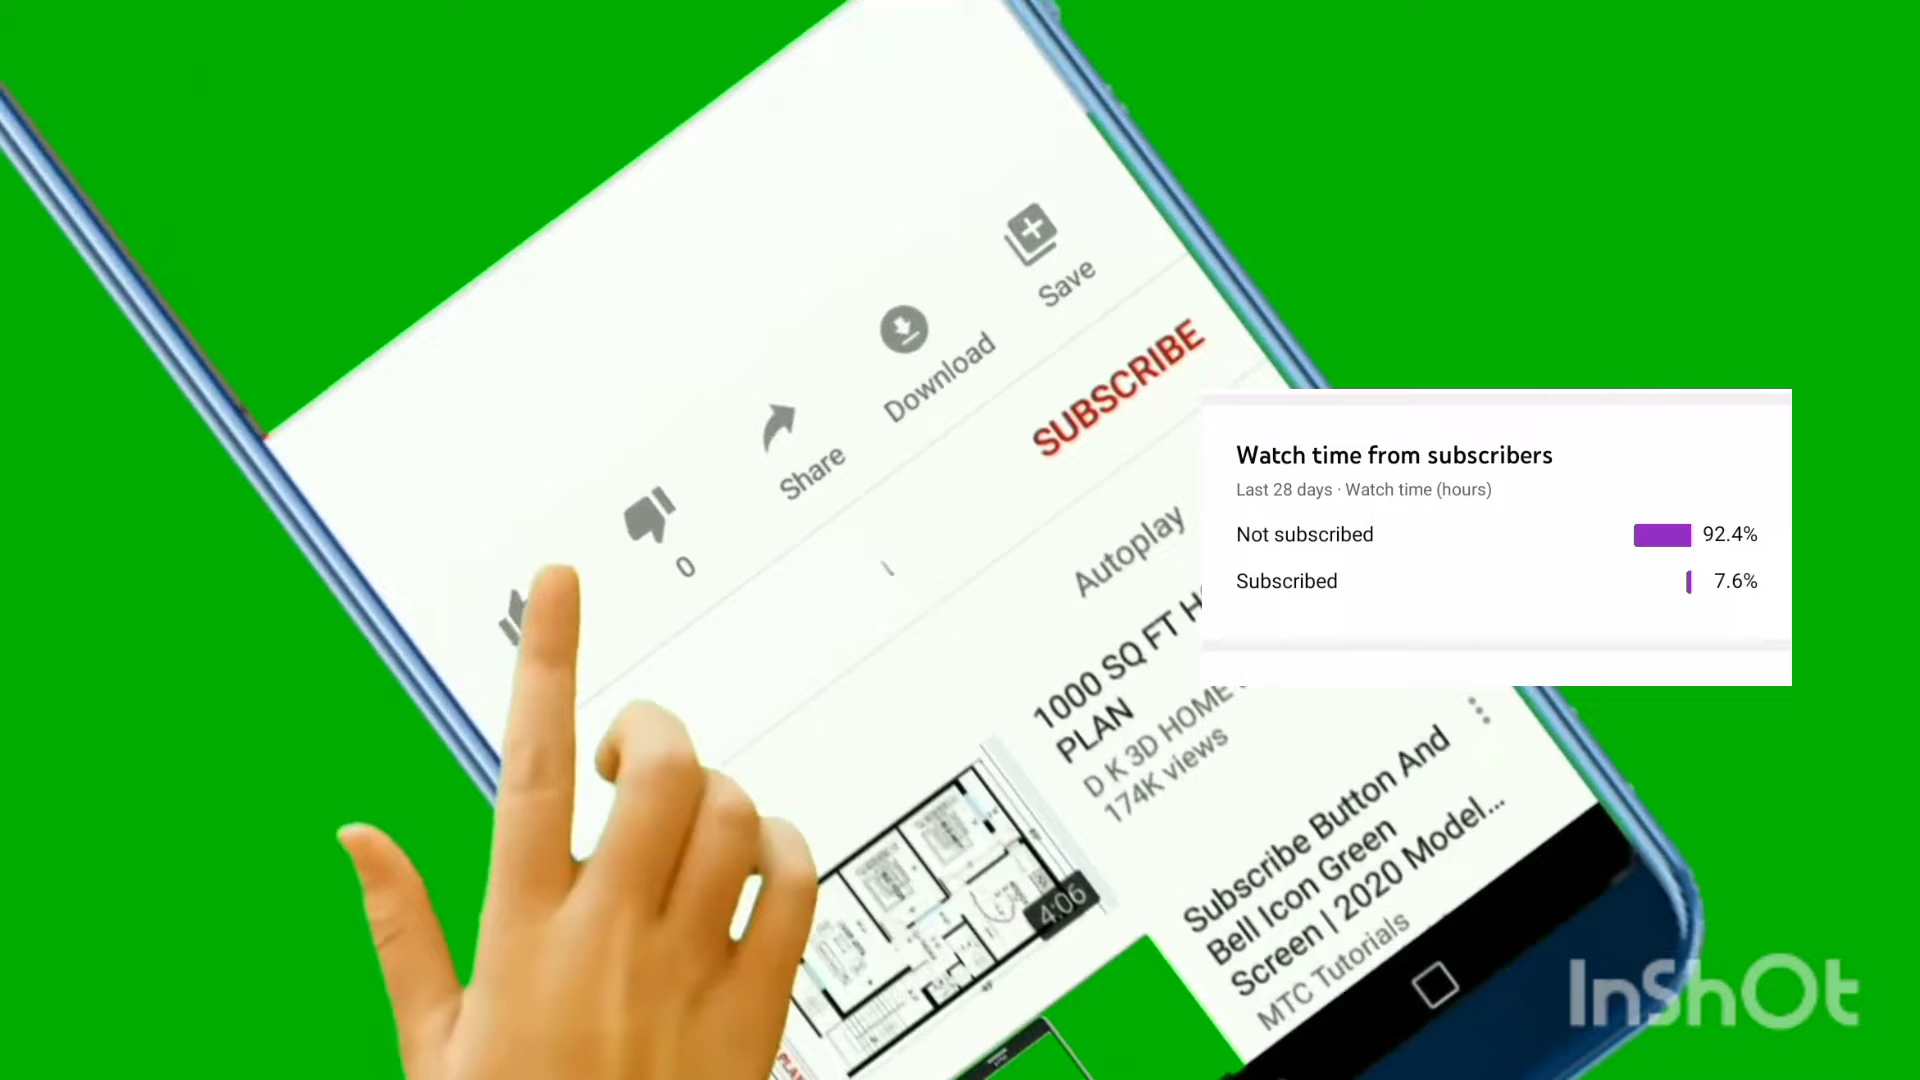 Save
Download
Share
0
SUBSCRIBE
Autoplay
1000 SQ FT H
PLAN
D K 3D HOME
174K views
4:06
Subscribe Button And
Bell Icon Green
Screen | 2020 Model...
MTC Tutorials
PLAN
Watch time from subscribers
Last 28 days · Watch time (hours)
Not subscribed 92.4%
Subscribed 7.6%
InShOt